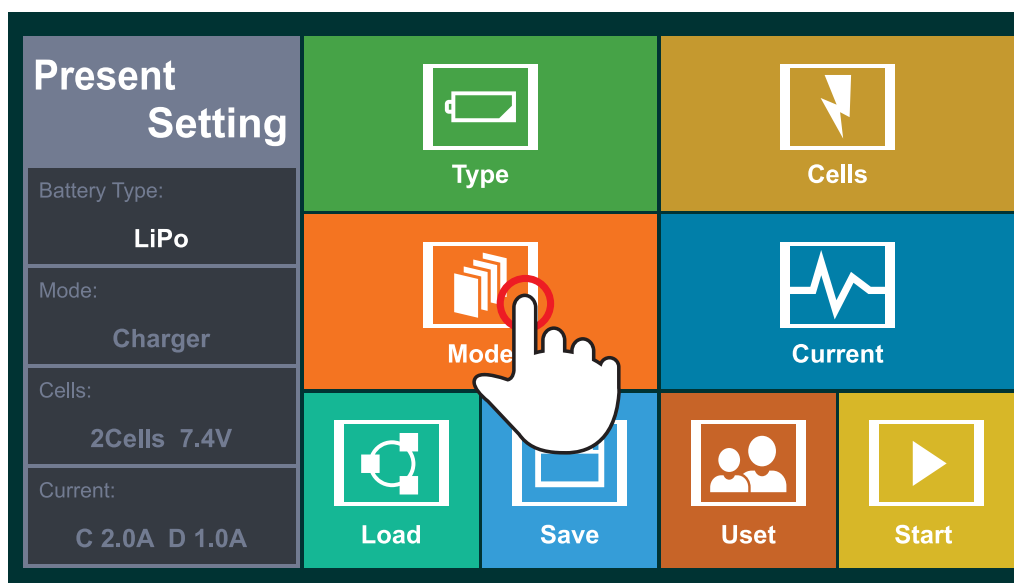 Present
Setting
Battery Type:
LiPo
Mode:
Charger
Cells:
2Cells 7.4V
Current:
C 2.0A D 1.0A
Type
Cells
Mode
Current
Load
Save
Uset
Start